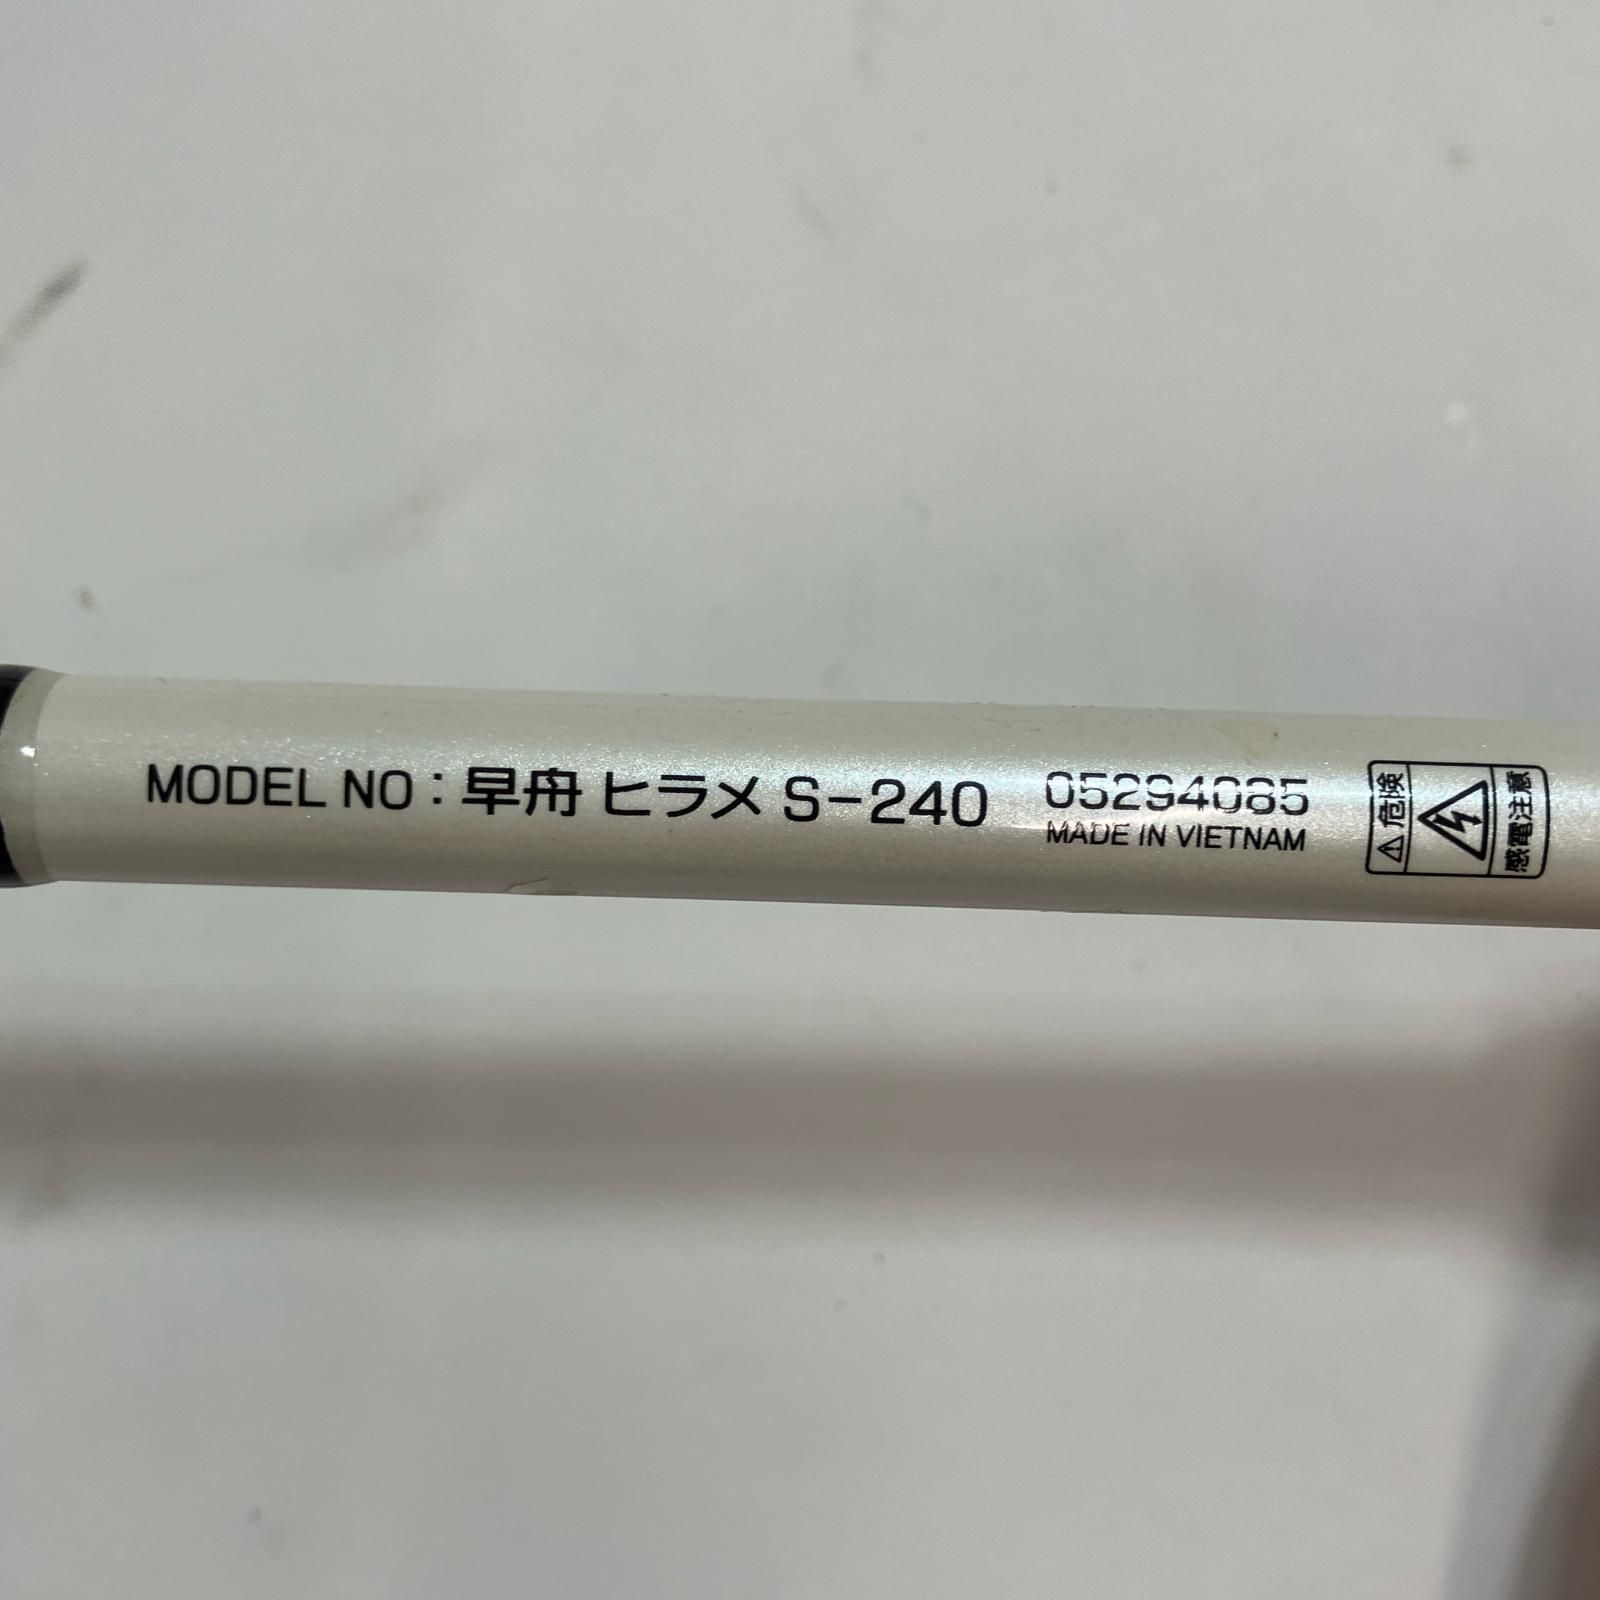 MODEL NO：早舟 ヒラメ S-240
05294085
MADE IN VIETNAM
⚠危険
感電注意